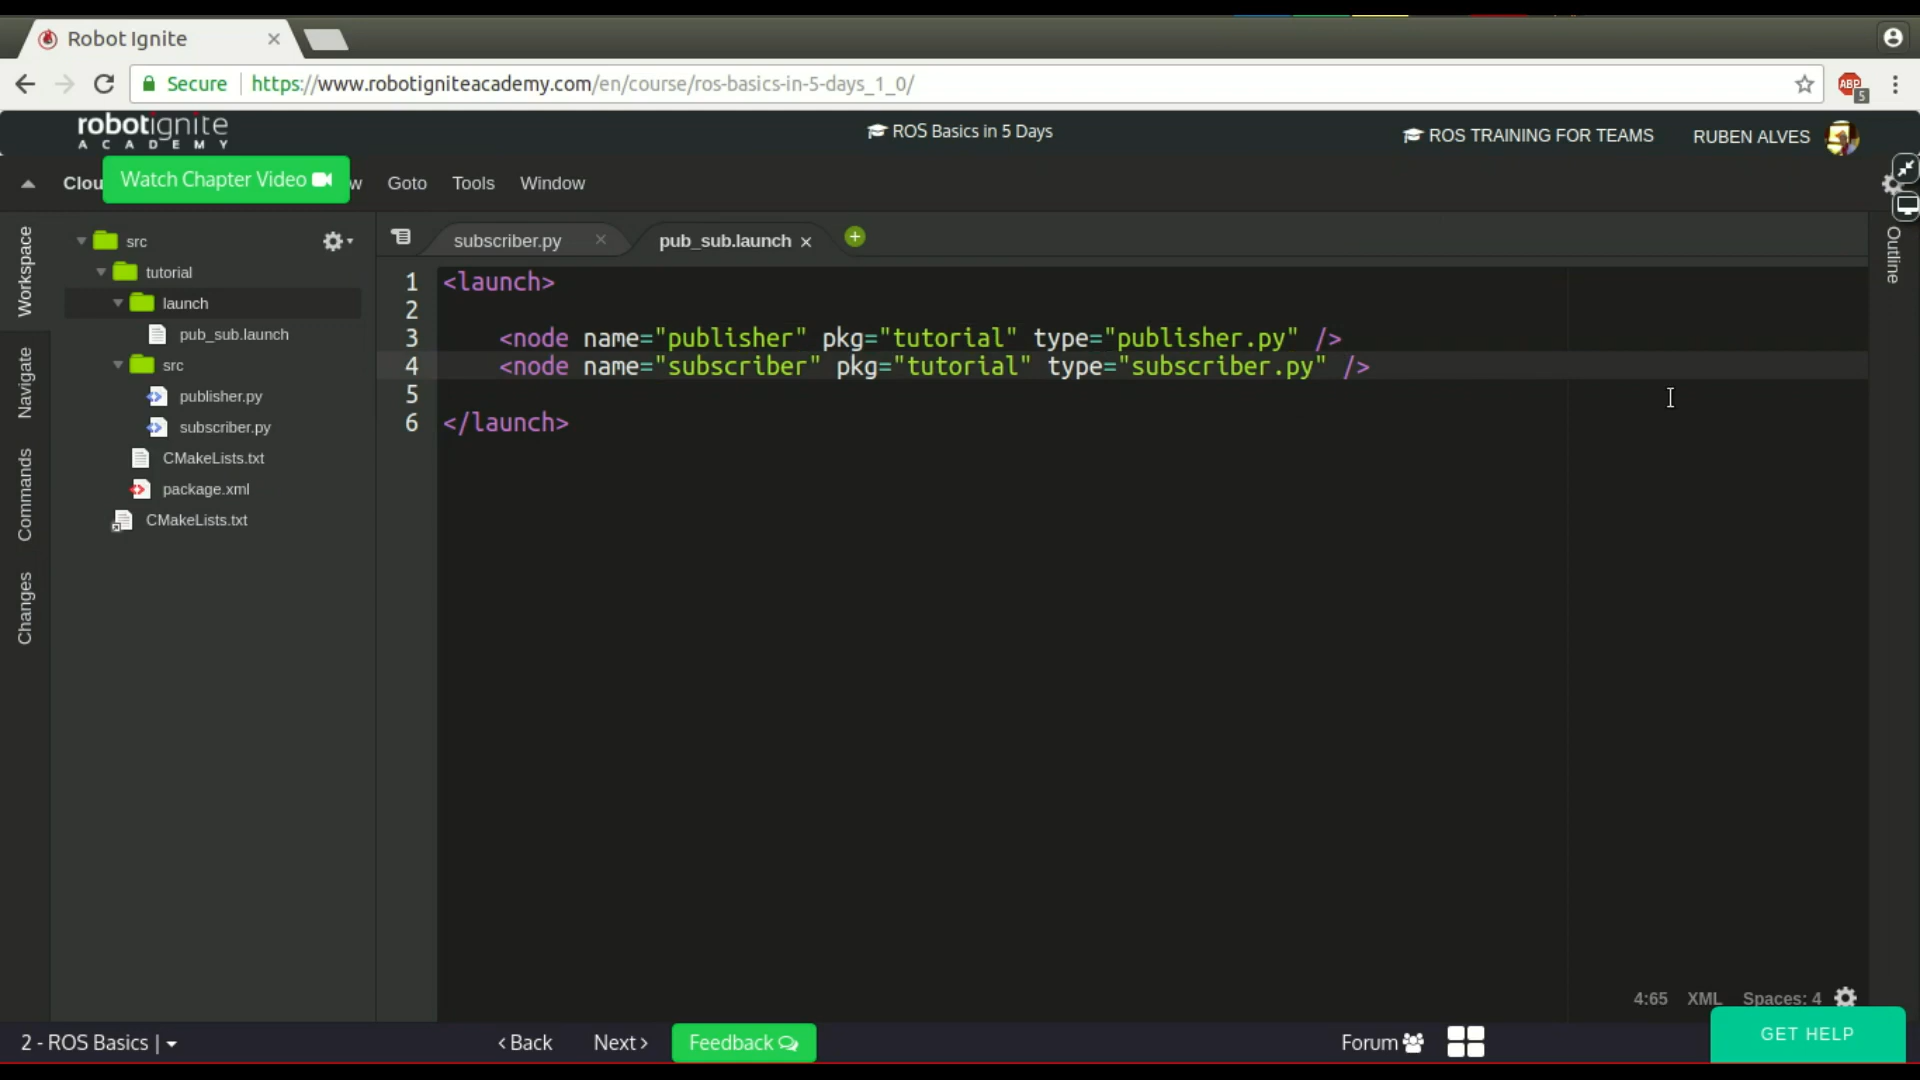 Robot Ignite
Secure https://www.robotigniteacademy.com/en/course/ros-basics-in-5-days_1_0/
ABP
5
robotignite
ACADEMY
ROS Basics in 5 Days
ROS TRAINING FOR TEAMS
RUBEN ALVES
Clou
Watch Chapter Video
w
Goto
Tools
Window
Workspace
Navigate
Commands
Changes
src
tutorial
launch
pub_sub.launch
src
publisher.py
subscriber.py
CMakeLists.txt
package.xml
CMakeLists.txt
subscriber.py
pub_sub.launch
1 <launch>
2
3 <node name="publisher" pkg="tutorial" type="publisher.py" />
4 <node name="subscriber" pkg="tutorial" type="subscriber.py" />
5
6 </launch>
Outline
4:65 XML Spaces: 4
GET HELP
2 - ROS Basics |
< Back
Next >
Feedback
Forum